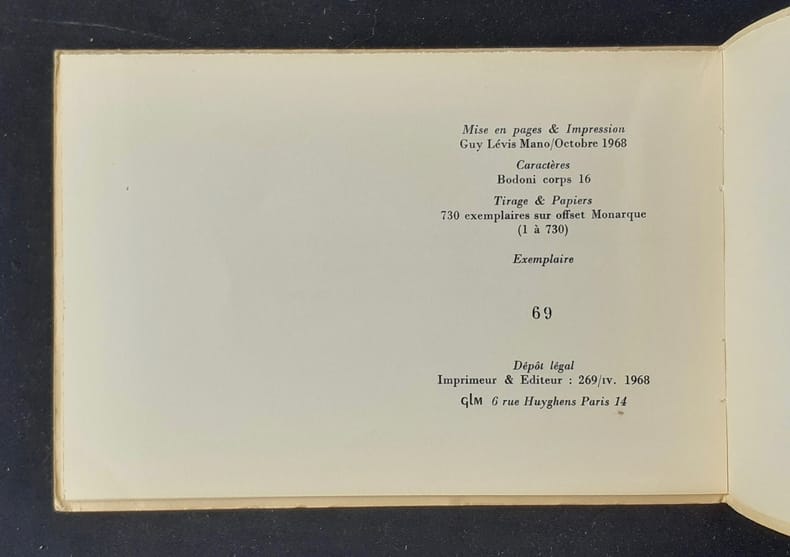 Mise en pages & Impression
Guy Lévis Mano/Octobre 1968
Caractères
Bodoni corps 16
Tirage & Papiers
730 exemplaires sur offset Monarque
(1 à 730)
Exemplaire
69
Dépôt légal
Imprimeur & Editeur : 269/IV. 1968
GLM 6 rue Huyghens Paris 14